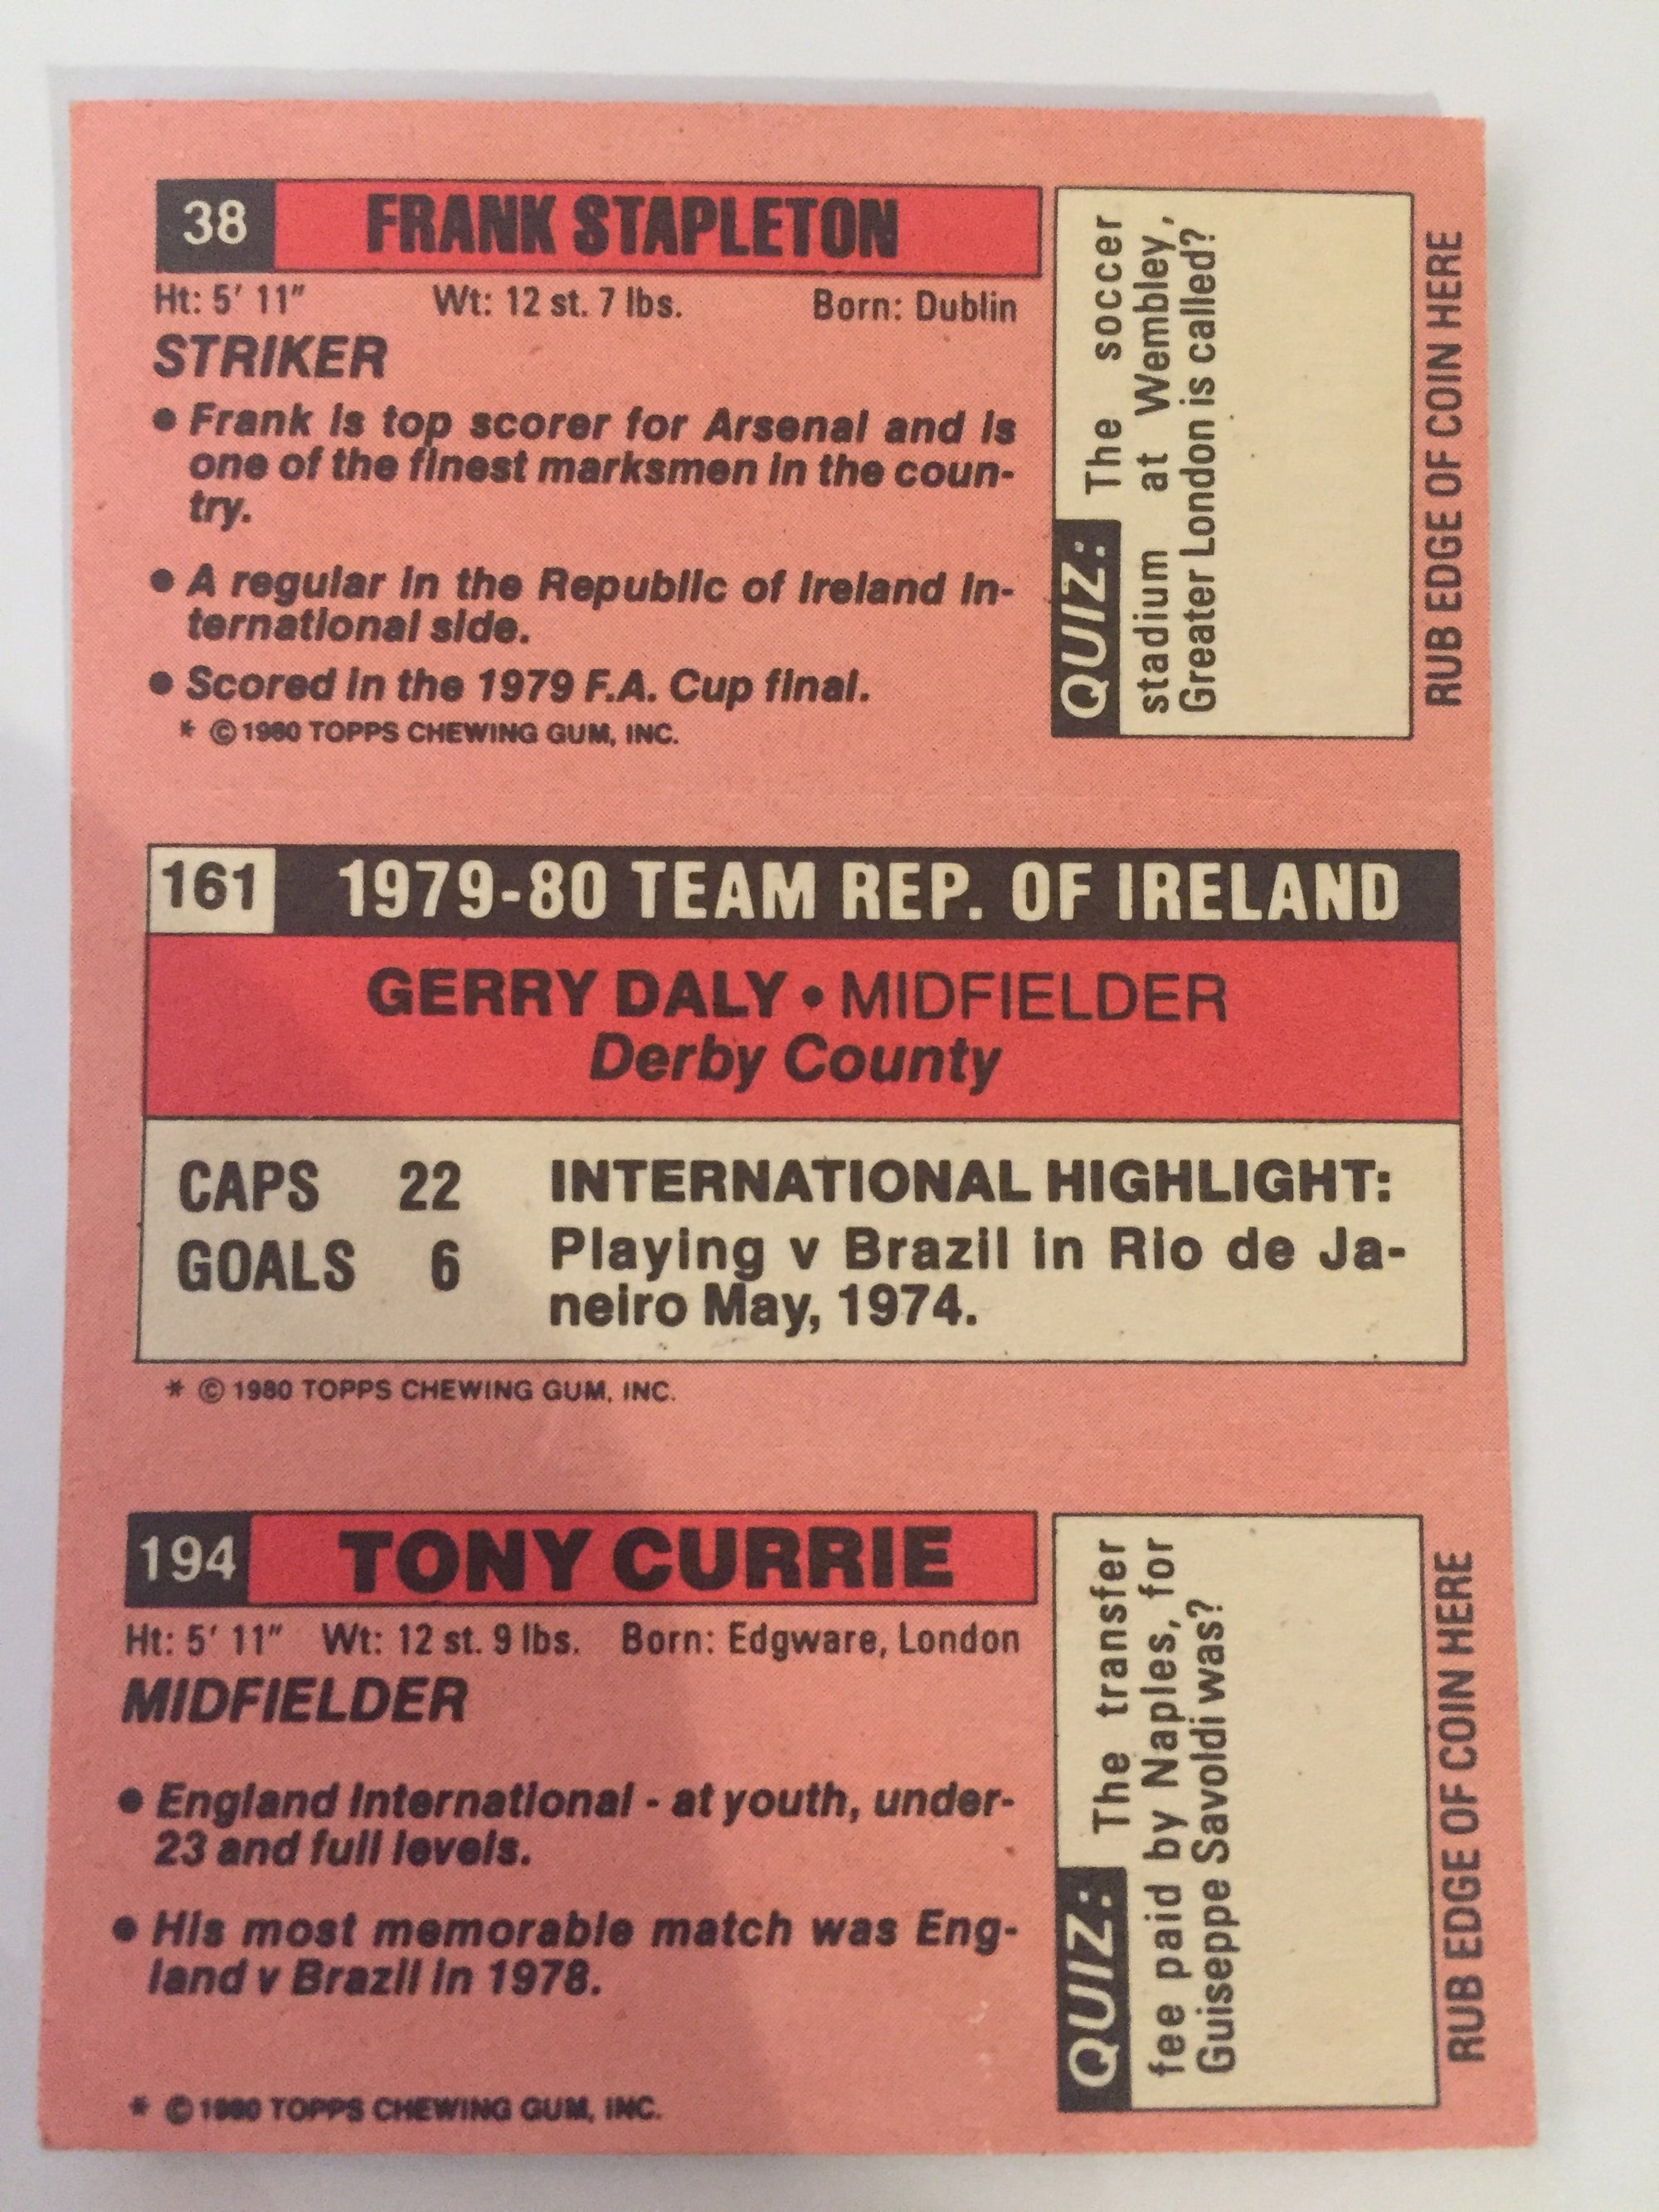 38 FRANK STAPLETON
Ht: 5' 11" Wt: 12 st. 7 lbs. Born: Dublin
STRIKER
● Frank is top scorer for Arsenal and is
one of the finest marksmen in the coun-
try.
● A regular in the Republic of Ireland In-
ternational side.
● Scored in the 1979 F.A. Cup final.
* © 1980 TOPPS CHEWING GUM, INC.
QUIZ: The soccer
stadium at Wembley,
Greater London is called?
RUB EDGE OF COIN HERE
161 1979-80 TEAM REP. OF IRELAND
GERRY DALY • MIDFIELDER
Derby County
CAPS 22
GOALS 6
INTERNATIONAL HIGHLIGHT:
Playing v Brazil in Rio de Ja-
neiro May, 1974.
* © 1980 TOPPS CHEWING GUM, INC.
194 TONY CURRIE
Ht: 5' 11" Wt: 12 st. 9 lbs. Born: Edgware, London
MIDFIELDER
● England International - at youth, under-
23 and full levels.
● His most memorable match was Eng-
land v Brazil in 1978.
* © 1980 TOPPS CHEWING GUM, INC.
QUIZ: The transfer
fee paid by Naples, for
Guiseppe Savoldi was?
RUB EDGE OF COIN HERE